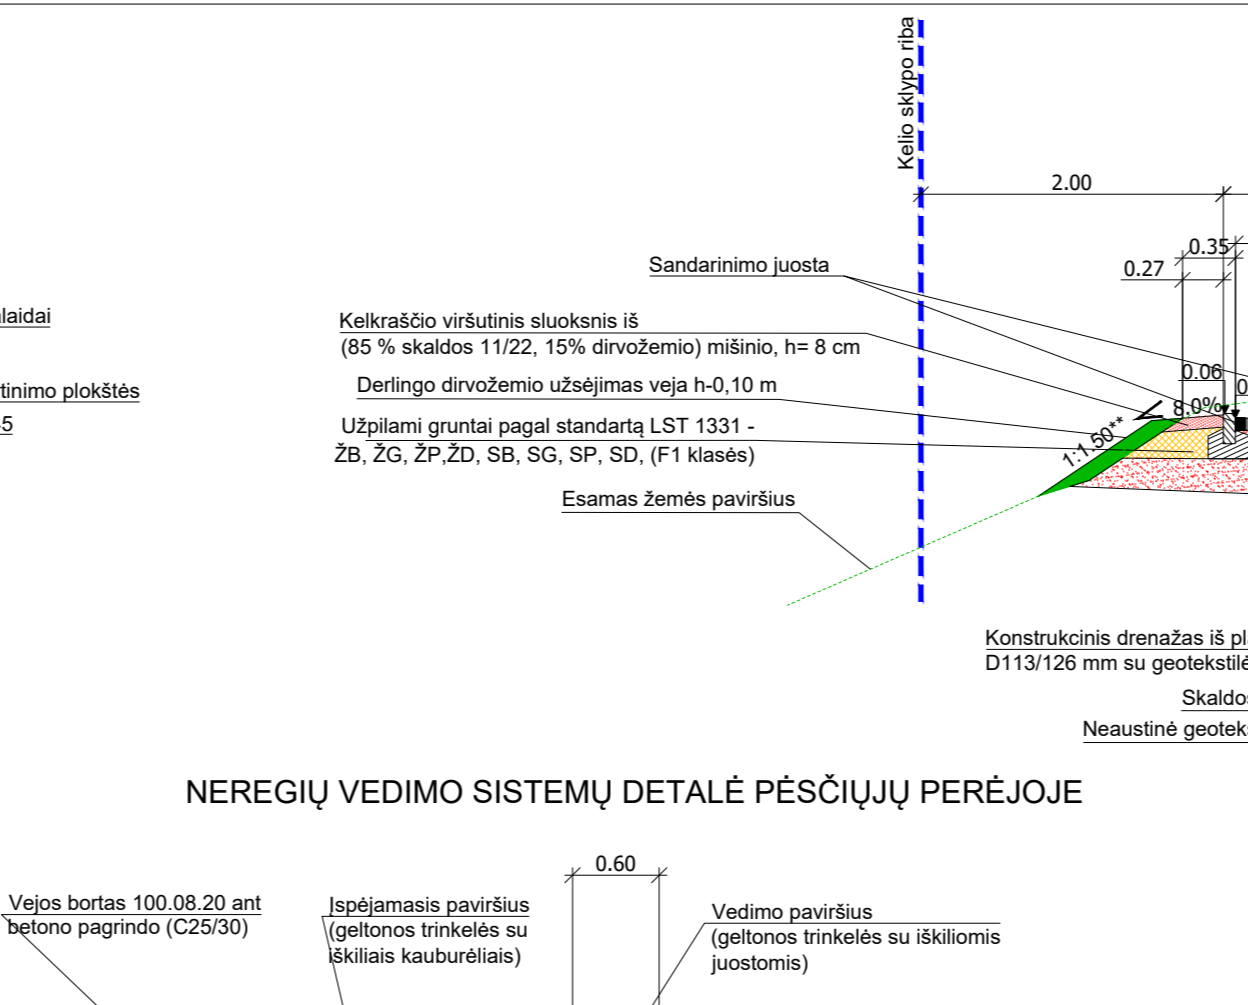 Kelio sklypo riba
2.00
0.35
0.27
0.06
8.0%
1:1.50**
Sandarinimo juosta
laidai
Kelkraščio viršutinis sluoksnis iš
(85 % skaldos 11/22, 15% dirvožemio) mišinio, h= 8 cm
tinimo plokštės
Derlingo dirvožemio užsėjimas veja h-0,10 m
Užpilami gruntai pagal standartą LST 1331 -
ŽB, ŽG, ŽP,ŽD, SB, SG, SP, SD, (F1 klasės)
Esamas žemės paviršius
Konstrukcinis drenažas iš pl
D113/126 mm su geotekstil
Skaldos
Neaustinė geoteks
NEREGIŲ VEDIMO SISTEMŲ DETALĖ PĖSČIŲJŲ PERĖJOJE
0.60
Vejos bortas 100.08.20 ant
betono pagrindo (C25/30)
Įspėjamasis paviršius
(geltonos trinkelės su
iškiliais kauburėliais)
Vedimo paviršius
(geltonos trinkelės su iškiliomis
juostomis)